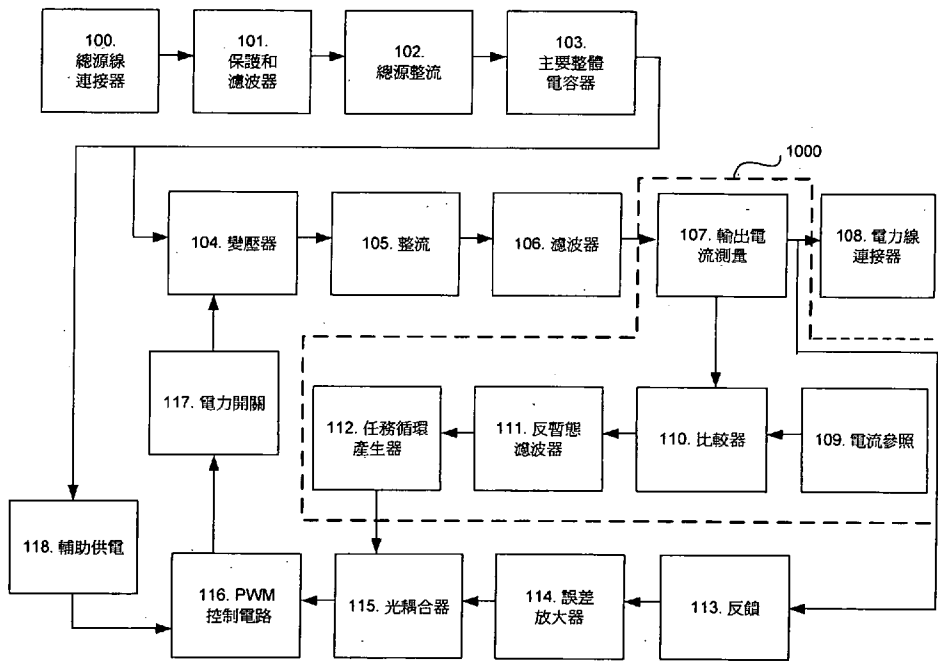 100.
總源線
連接器
101.
保護和
濾波器
102.
總源整流
103.
主要整體
電容器
1000
104. 變壓器
105. 整流
106. 濾波器
107. 輸出電
流測量
108. 電力線
連接器
117. 電力開關
112. 任務循環
產生器
111. 反暫態
濾波器
110. 比較器
109. 電流參照
118. 輔助供電
116. PWM
控制電路
115. 光耦合器
114. 誤差
放大器
113. 反饋